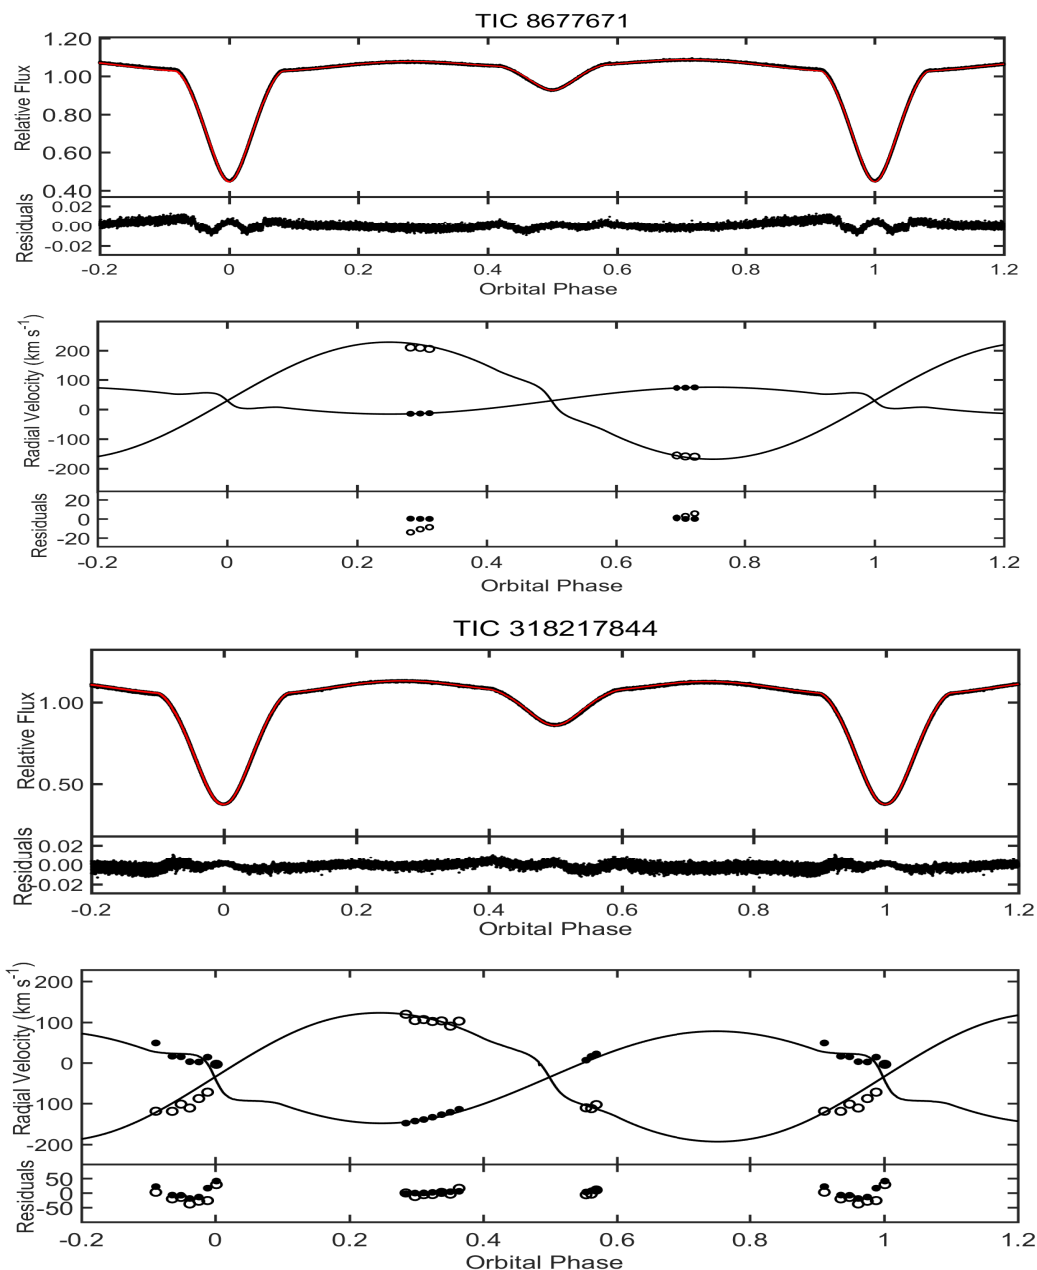 TIC 8677671
1.20
1.00
0.80
0.60
0.40
Relative Flux
0.02
0.00
-0.02
Residuals
-0.2 0 0.2 0.4 0.6 0.8 1 1.2
Orbital Phase
200
100
0
-100
-200
Radial Velocity (km s-1)
20
0
-20
Residuals
-0.2 0 0.2 0.4 0.6 0.8 1 1.2
Orbital Phase
TIC 318217844
1.00
0.50
Relative Flux
0.02
0.00
-0.02
Residuals
-0.2 0 0.2 0.4 0.6 0.8 1 1.2
Orbital Phase
200
100
0
-100
-200
Radial Velocity (km s-1)
50
0
-50
Residuals
-0.2 0 0.2 0.4 0.6 0.8 1 1.2
Orbital Phase